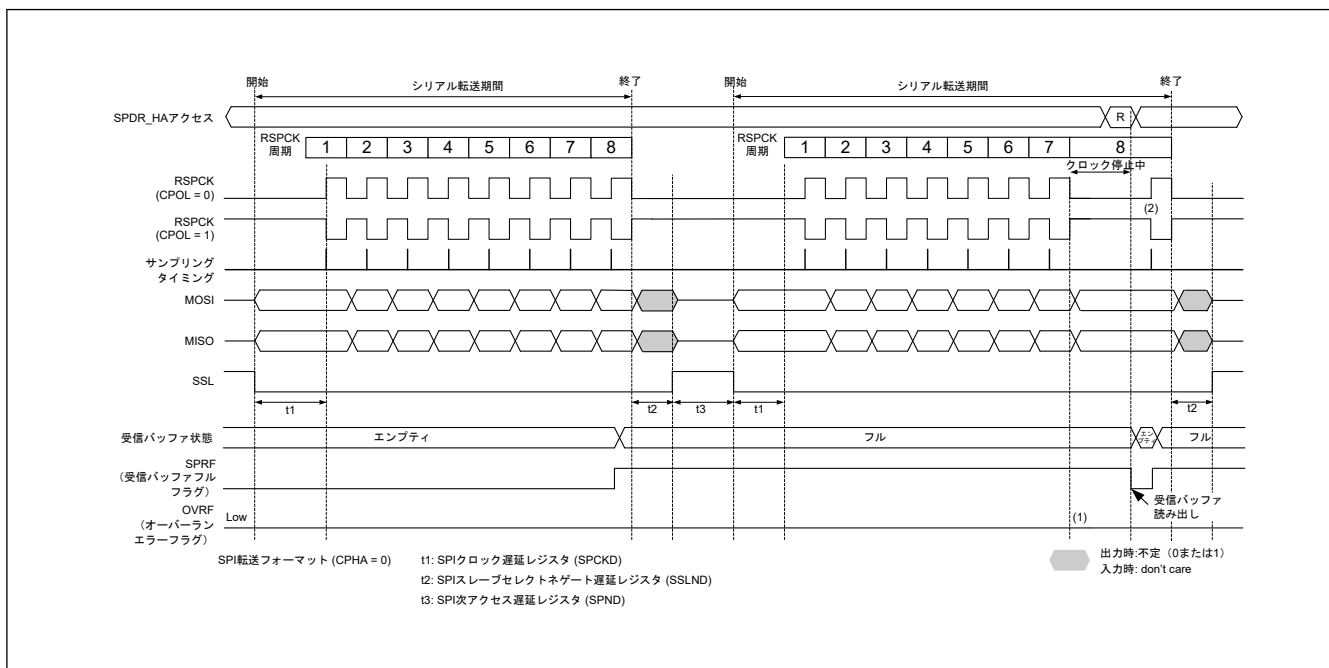 開始 シリアル転送期間 終了 開始 シリアル転送期間 終了
SPDR_HAアクセス R
RSPCK
周期 1 2 3 4 5 6 7 8 RSPCK
周期 1 2 3 4 5 6 7 8
クロック停止中
RSPCK
(CPOL = 0)
(2)
RSPCK
(CPOL = 1)
サンプリング
タイミング
MOSI
MISO
SSL
t1 t2 t3 t1 t2
受信バッファ状態 エンプティ フル エン
プティ フル
SPRF
（受信バッファフル
フラグ）
受信バッファ
読み出し
OVRF
（オーバーラン
エラーフラグ）
Low (1)
SPI転送フォーマット (CPHA = 0)
t1: SPIクロック遅延レジスタ (SPCKD)
t2: SPIスレーブセレクトネゲート遅延レジスタ (SSLND)
t3: SPI次アクセス遅延レジスタ (SPND)
出力時:不定（0または1）
入力時: don't care